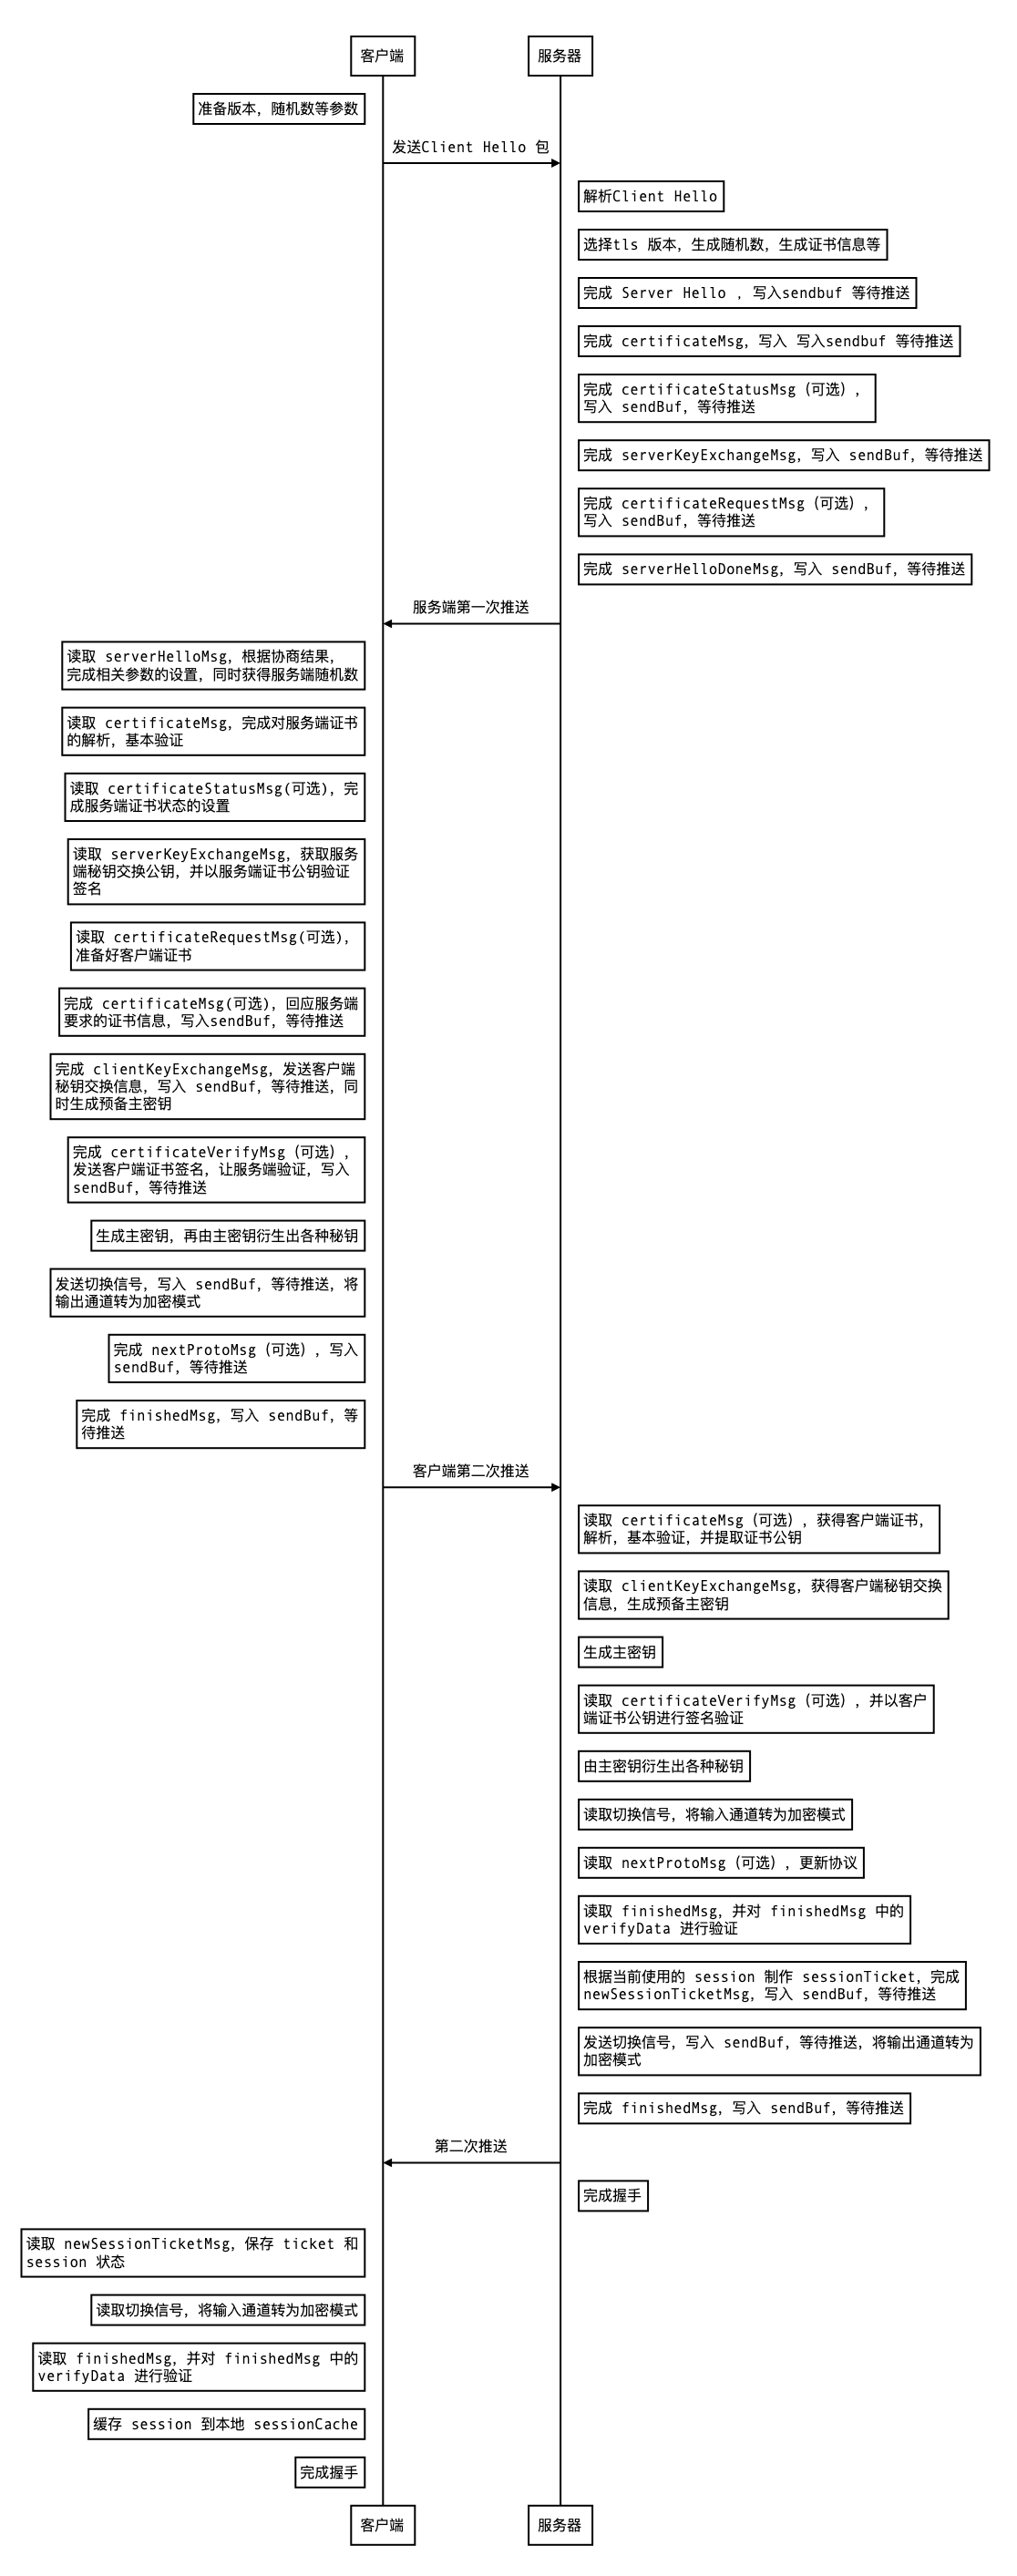 客户端
服务器
准备版本，随机数等参数
发送Client Hello 包
解析Client Hello
选择tls 版本，生成随机数，生成证书信息等
完成 Server Hello ，写入sendbuf 等待推送
完成 certificateMsg，写入 写入sendbuf 等待推送
完成 certificateStatusMsg（可选），
写入 sendBuf，等待推送
完成 serverKeyExchangeMsg，写入 sendBuf，等待推送
完成 certificateRequestMsg（可选），
写入 sendBuf，等待推送
完成 serverHelloDoneMsg，写入 sendBuf，等待推送
服务端第一次推送
读取 serverHelloMsg，根据协商结果，
完成相关参数的设置，同时获得服务端随机数
读取 certificateMsg，完成对服务端证书
的解析，基本验证
读取 certificateStatusMsg(可选)，完
成服务端证书状态的设置
读取 serverKeyExchangeMsg，获取服务
端秘钥交换公钥，并以服务端证书公钥验证
签名
读取 certificateRequestMsg(可选)，
准备好客户端证书
完成 certificateMsg(可选)，回应服务端
要求的证书信息，写入sendBuf，等待推送
完成 clientKeyExchangeMsg，发送客户端
秘钥交换信息，写入 sendBuf，等待推送，同
时生成预备主密钥
完成 certificateVerifyMsg（可选），
发送客户端证书签名，让服务端验证，写入
sendBuf，等待推送
生成主密钥，再由主密钥衍生出各种秘钥
发送切换信号，写入 sendBuf，等待推送，将
输出通道转为加密模式
完成 nextProtoMsg（可选），写入
sendBuf，等待推送
完成 finishedMsg，写入 sendBuf，等
待推送
客户端第二次推送
读取 certificateMsg（可选），获得客户端证书，
解析，基本验证，并提取证书公钥
读取 clientKeyExchangeMsg，获得客户端秘钥交换
信息，生成预备主密钥
生成主密钥
读取 certificateVerifyMsg（可选），并以客户
端证书公钥进行签名验证
由主密钥衍生出各种秘钥
读取切换信号，将输入通道转为加密模式
读取 nextProtoMsg（可选），更新协议
读取 finishedMsg，并对 finishedMsg 中的
verifyData 进行验证
根据当前使用的 session 制作 sessionTicket，完成
newSessionTicketMsg，写入 sendBuf，等待推送
发送切换信号，写入 sendBuf，等待推送，将输出通道转为
加密模式
完成 finishedMsg，写入 sendBuf，等待推送
第二次推送
完成握手
读取 newSessionTicketMsg，保存 ticket 和
session 状态
读取切换信号，将输入通道转为加密模式
读取 finishedMsg，并对 finishedMsg 中的
verifyData 进行验证
缓存 session 到本地 sessionCache
完成握手
客户端
服务器